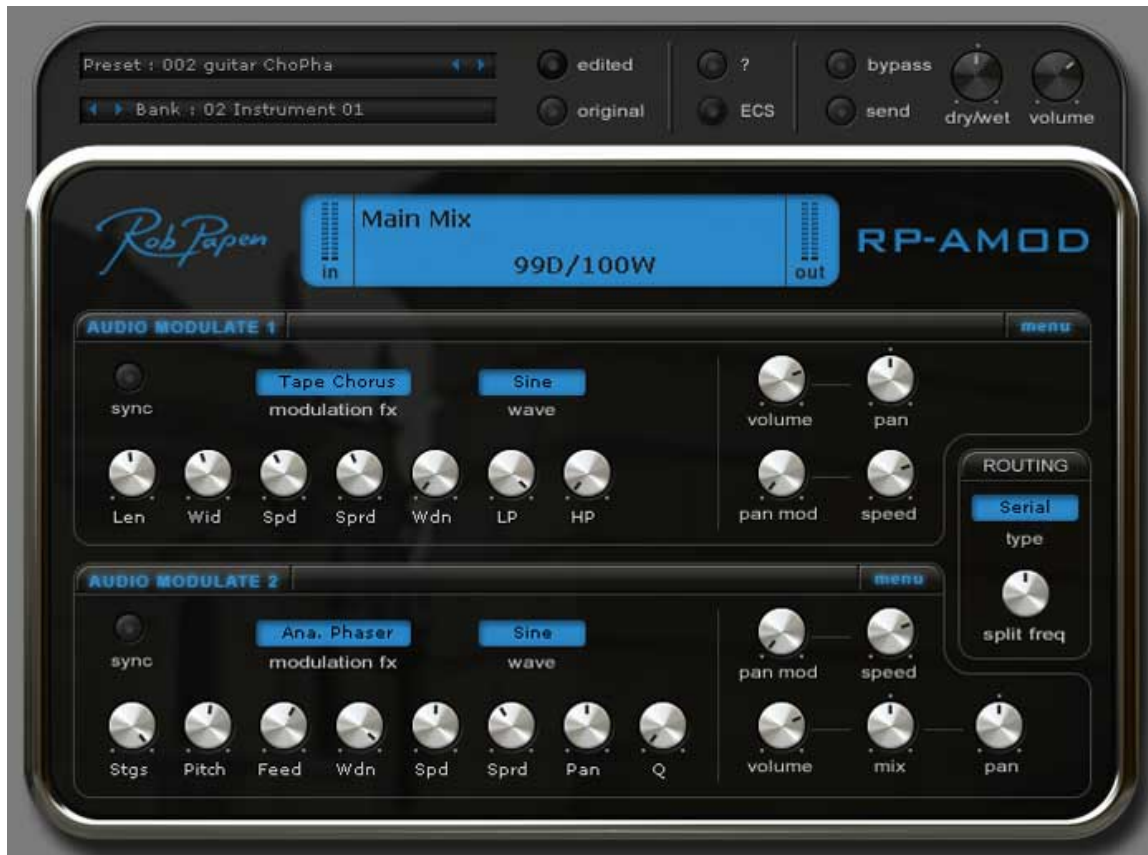 Preset : 002 guitar ChoPha
edited
?
bypass
Bank : 02 Instrument 01
original
ECS
send
dry/wet
volume
Rob Papen
in
Main Mix
99D/100W
out
RP-AMOD
AUDIO MODULATE 1
menu
sync
Tape Chorus
modulation fx
Sine
wave
volume
pan
Len
Wid
Spd
Sprd
Wdn
LP
HP
pan mod
speed
ROUTING
Serial
type
split freq
AUDIO MODULATE 2
menu
sync
Ana. Phaser
modulation fx
Sine
wave
pan mod
speed
Stgs
Pitch
Feed
Wdn
Spd
Sprd
Pan
Q
volume
mix
pan